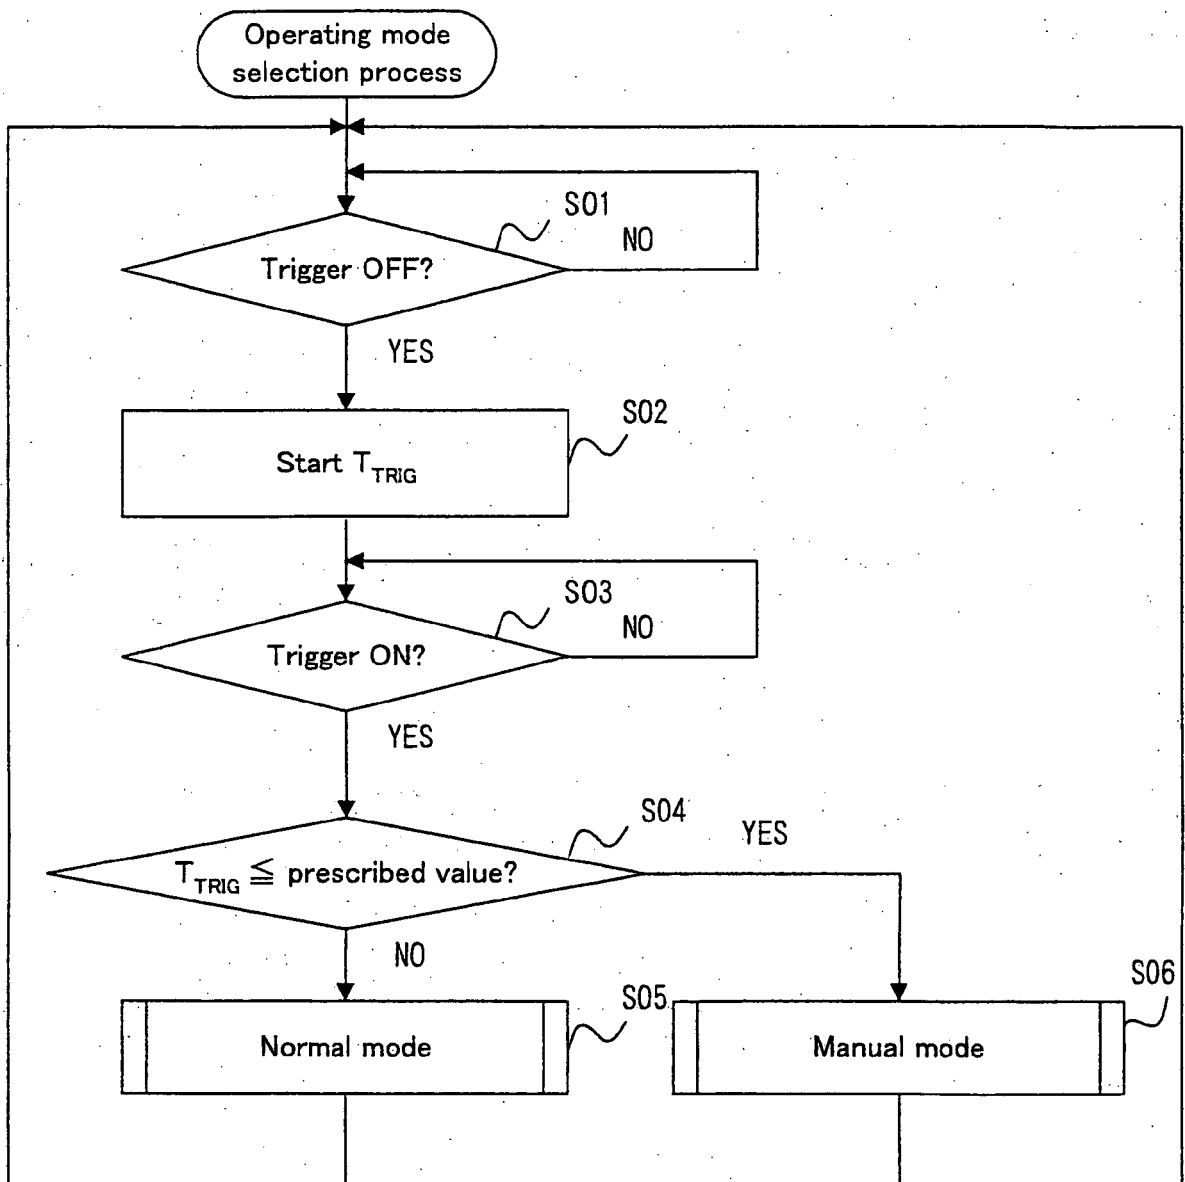 Operating mode
selection process
S01
NO
Trigger OFF?
YES
S02
Start T_TRIG
S03
NO
Trigger ON?
YES
S04
YES
T_TRIG ≦ prescribed value?
NO
S05
S06
Normal mode
Manual mode